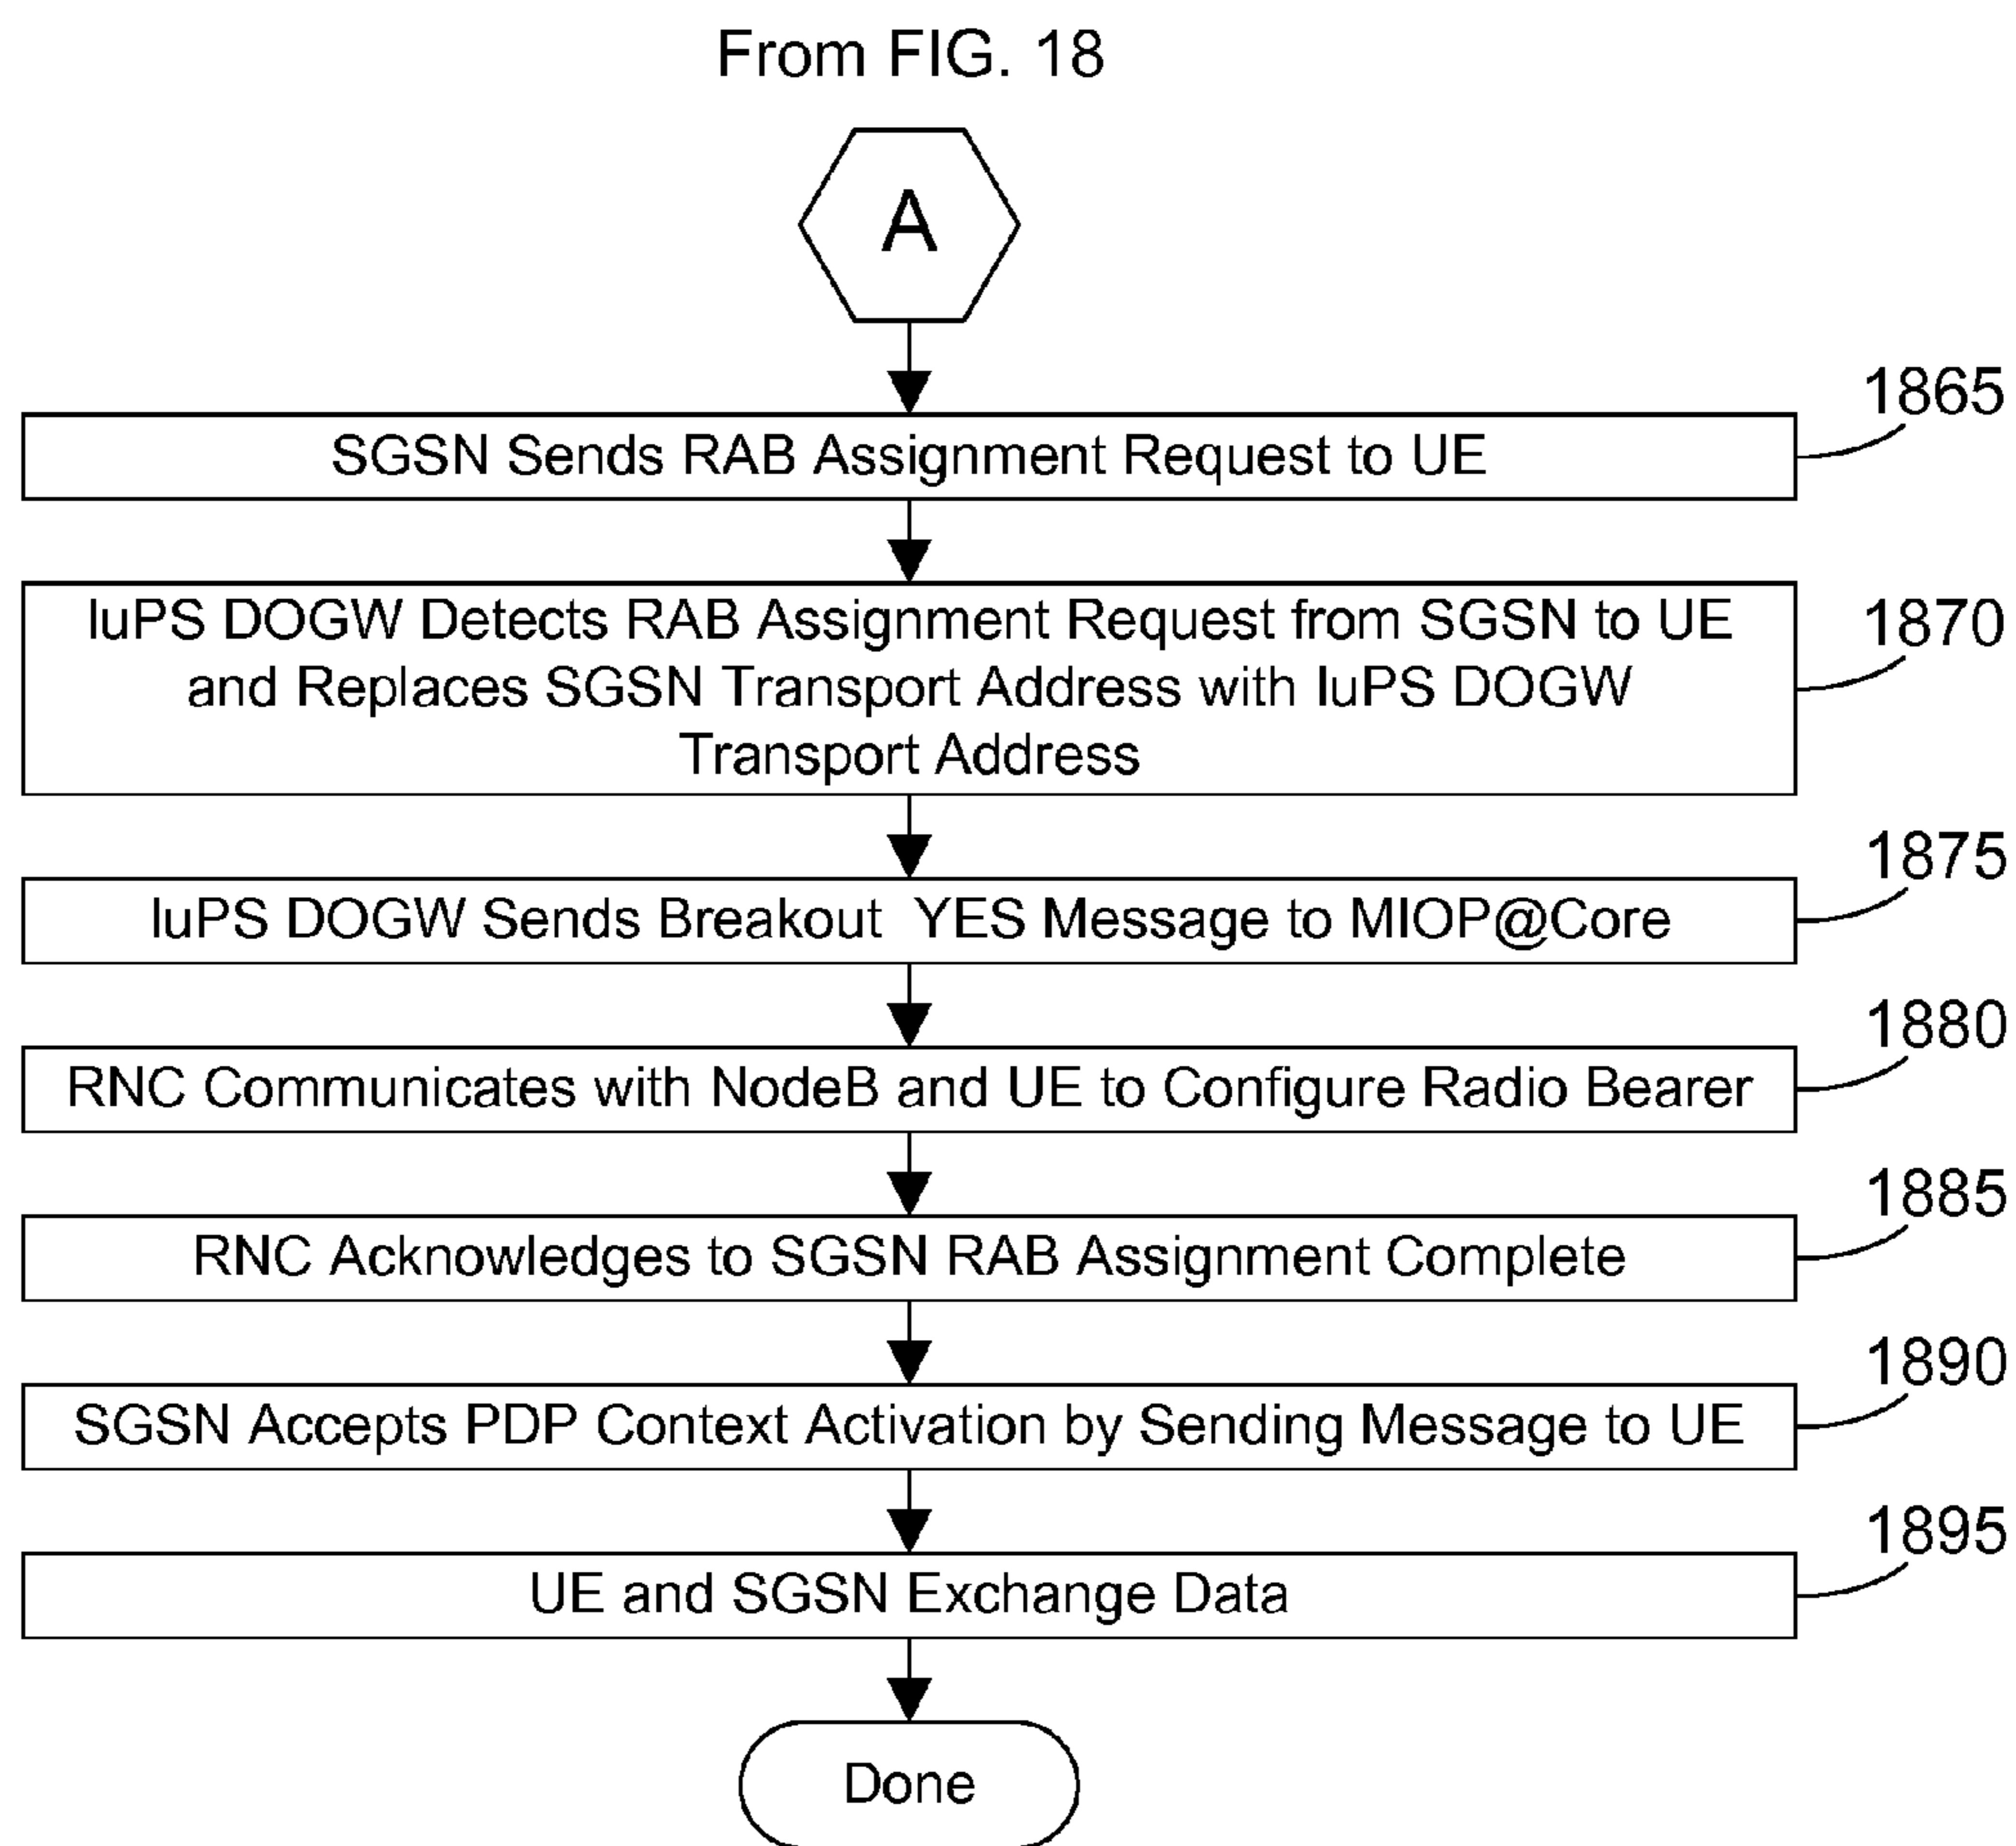 From FIG. 18
A
1865
SGSN Sends RAB Assignment Request to UE
1870
IuPS DOGW Detects RAB Assignment Request from SGSN to UE
and Replaces SGSN Transport Address with IuPS DOGW
Transport Address
1875
IuPS DOGW Sends Breakout YES Message to MIOP@Core
1880
RNC Communicates with NodeB and UE to Configure Radio Bearer
1885
RNC Acknowledges to SGSN RAB Assignment Complete
1890
SGSN Accepts PDP Context Activation by Sending Message to UE
1895
UE and SGSN Exchange Data
Done